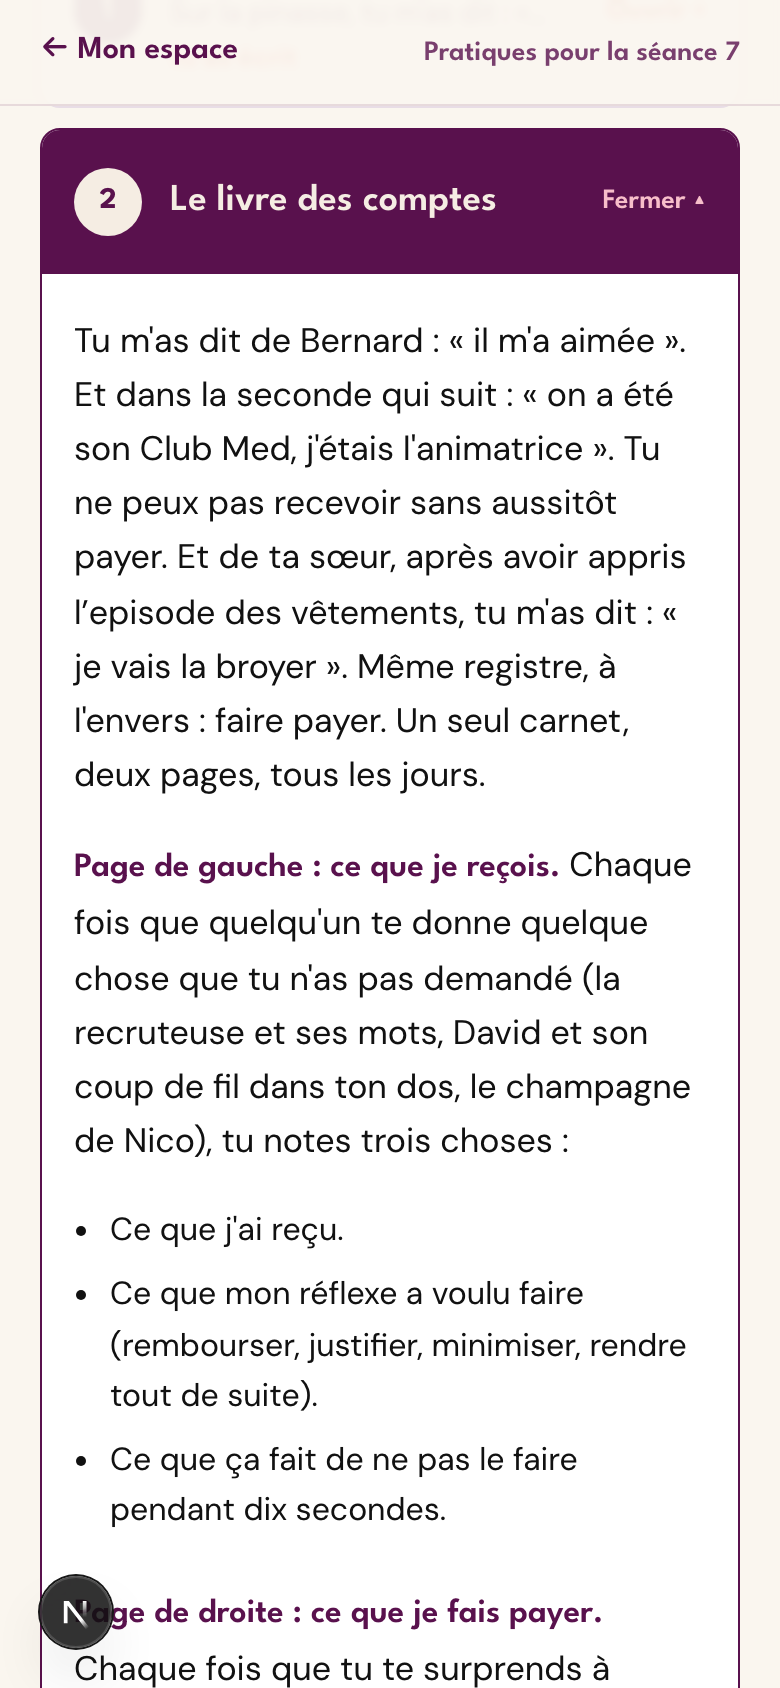 ← Mon espace
Pratiques pour la séance 7
2
Le livre des comptes
Fermer ▲
Tu m'as dit de Bernard : « il m'a aimée ».
Et dans la seconde qui suit : « on a été
son Club Med, j'étais l'animatrice ». Tu
ne peux pas recevoir sans aussitôt
payer. Et de ta sœur, après avoir appris
l’episode des vêtements, tu m'as dit : «
je vais la broyer ». Même registre, à
l'envers : faire payer. Un seul carnet,
deux pages, tous les jours.
Page de gauche : ce que je reçois. Chaque
fois que quelqu'un te donne quelque
chose que tu n'as pas demandé (la
recruteuse et ses mots, David et son
coup de fil dans ton dos, le champagne
de Nico), tu notes trois choses :
• Ce que j'ai reçu.
• Ce que mon réflexe a voulu faire
(rembourser, justifier, minimiser, rendre
tout de suite).
• Ce que ça fait de ne pas le faire
pendant dix secondes.
N
Page de droite : ce que je fais payer.
Chaque fois que tu te surprends à